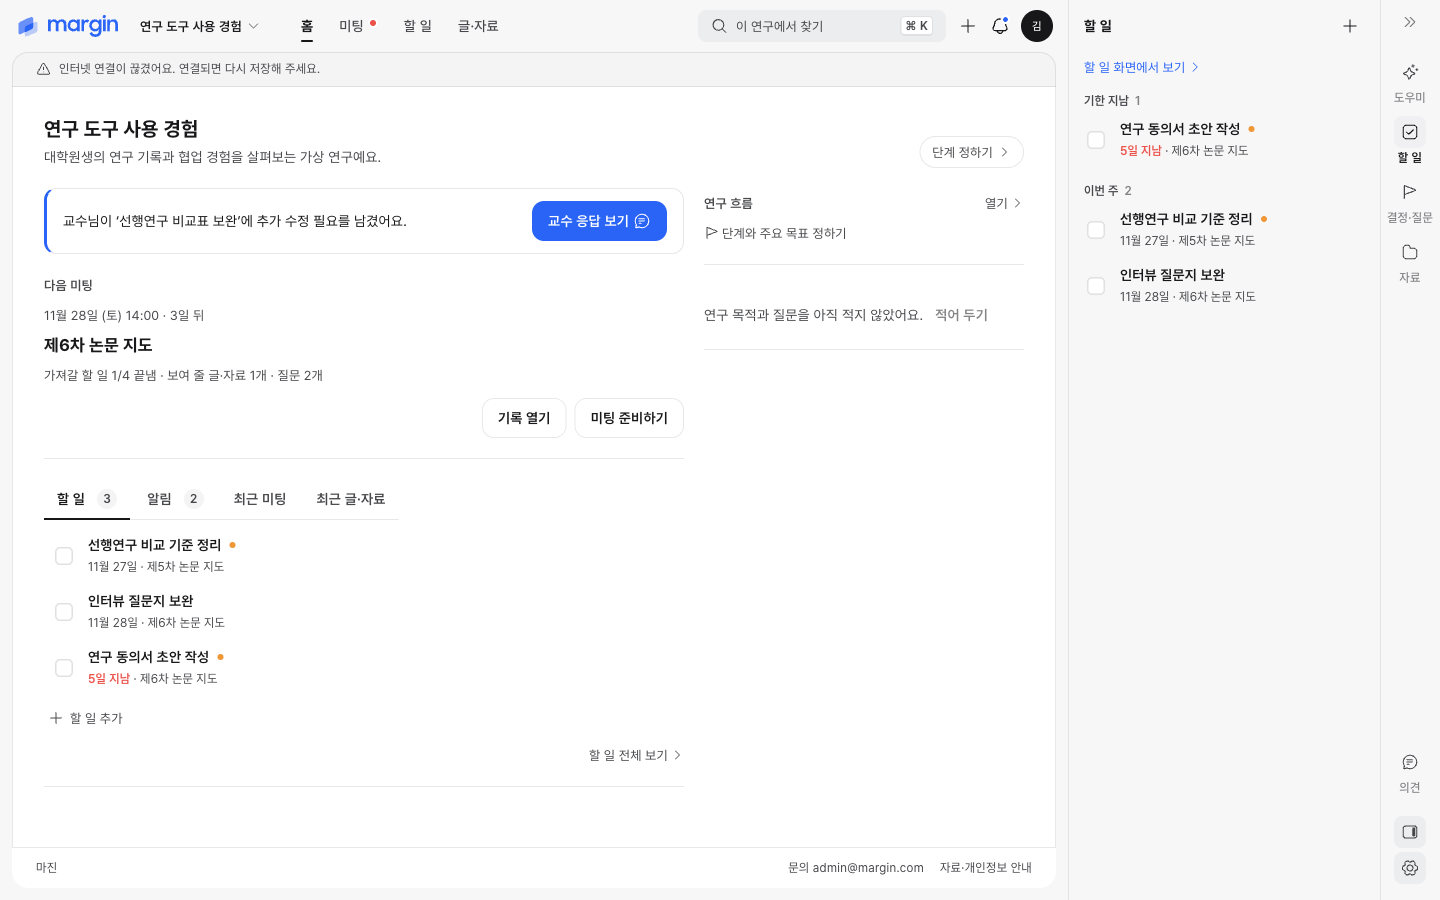 margin
연구 도구 사용 경험
홈
미팅
할 일
글·자료
이 연구에서 찾기
⌘ K
김
인터넷 연결이 끊겼어요. 연결되면 다시 저장해 주세요.
연구 도구 사용 경험
대학원생의 연구 기록과 협업 경험을 살펴보는 가상 연구예요.
단계 정하기
교수님이 ‘선행연구 비교표 보완’에 추가 수정 필요를 남겼어요.
교수 응답 보기
다음 미팅
11월 28일 (토) 14:00 · 3일 뒤
제6차 논문 지도
가져갈 할 일 1/4 끝냄 · 보여 줄 글·자료 1개 · 질문 2개
기록 열기
미팅 준비하기
연구 흐름
열기
단계와 주요 목표 정하기
연구 목적과 질문을 아직 적지 않았어요. 적어 두기
할 일 3
알림 2
최근 미팅
최근 글·자료
선행연구 비교 기준 정리
11월 27일 · 제5차 논문 지도
인터뷰 질문지 보완
11월 28일 · 제6차 논문 지도
연구 동의서 초안 작성
5일 지남 · 제6차 논문 지도
할 일 추가
할 일 전체 보기
마진
문의 admin@margin.com
자료·개인정보 안내
할 일
할 일 화면에서 보기
기한 지남 1
연구 동의서 초안 작성
5일 지남 · 제6차 논문 지도
이번 주 2
선행연구 비교 기준 정리
11월 27일 · 제5차 논문 지도
인터뷰 질문지 보완
11월 28일 · 제6차 논문 지도
도우미
할 일
결정·질문
자료
의견